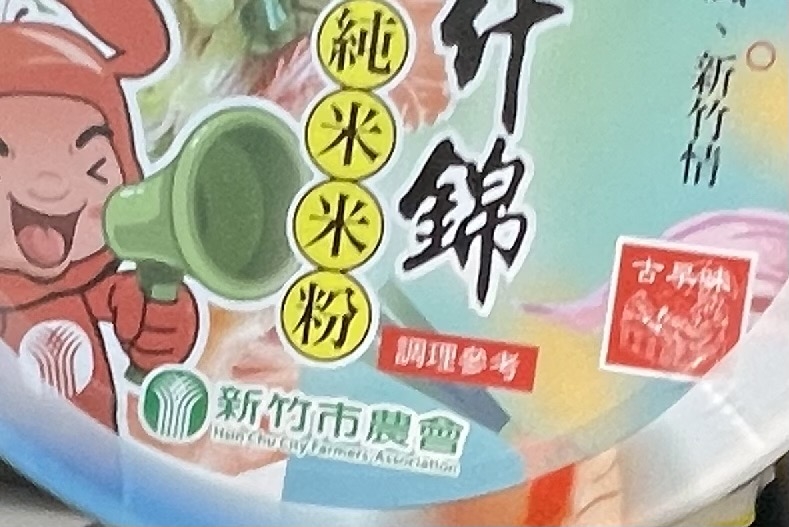 新竹情
什錦
純米米粉
古早味
調理參考
新竹市農會
Hsin Chu City Farmers' Association